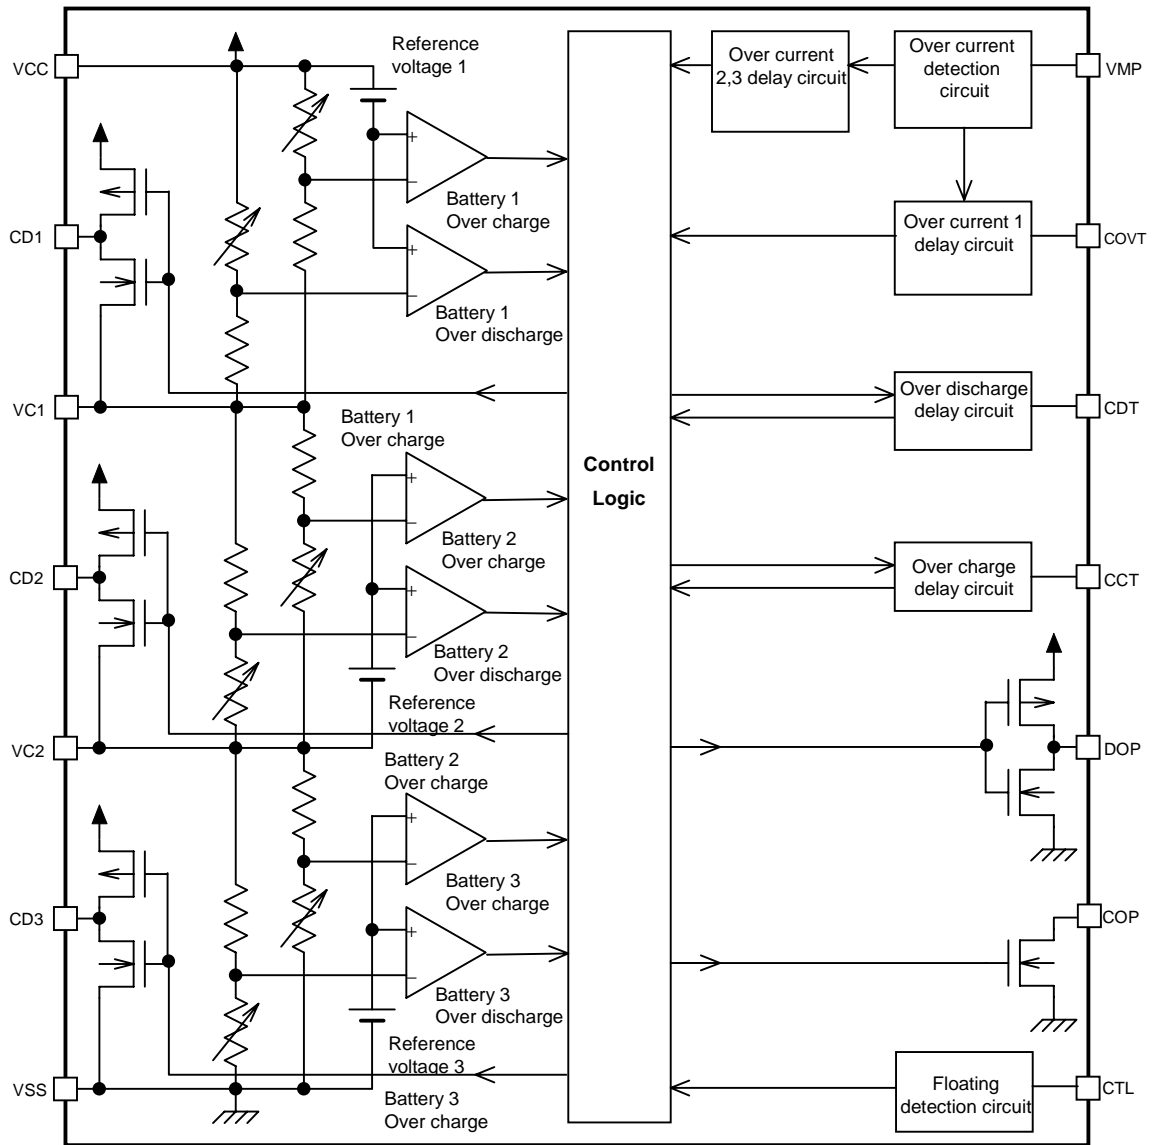 VCC
Reference
voltage 1
+
−
Battery 1
Over charge
CD1
+
−
Battery 1
Over discharge
VC1
Battery 1
Over charge
+
−
Battery 2
Over charge
CD2
+
−
Battery 2
Over discharge
Reference
voltage 2
VC2
Battery 2
Over charge
+
−
Battery 3
Over charge
CD3
+
−
Battery 3
Over discharge
Reference
voltage 3
VSS
Battery 3
Over charge
Control
Logic
Over current
2,3 delay circuit
Over current
detection
circuit
VMP
Over current 1
delay circuit
COVT
Over discharge
delay circuit
CDT
Over charge
delay circuit
CCT
DOP
COP
Floating
detection circuit
CTL